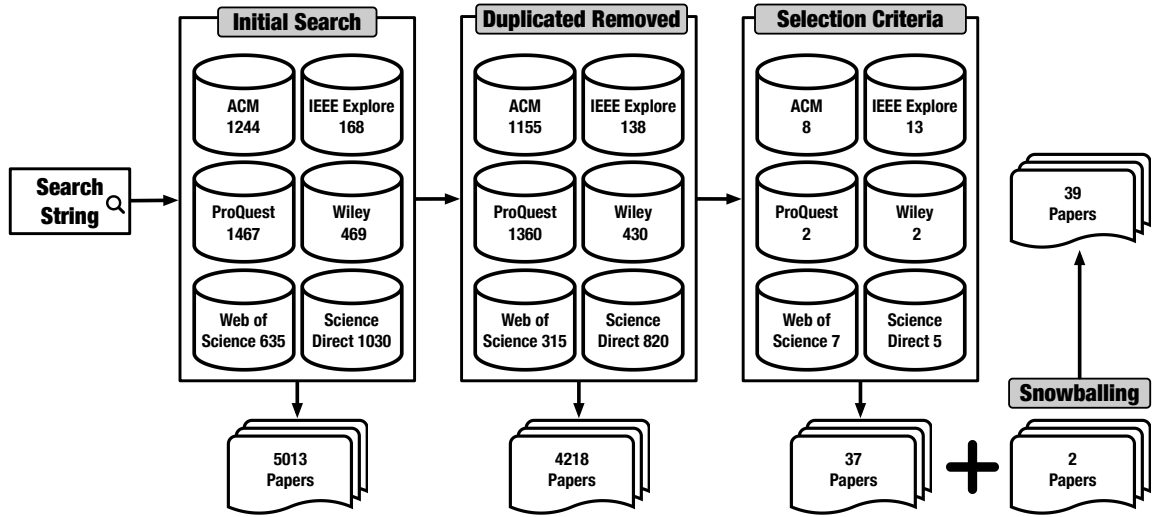 Search
String
Initial Search
ACM
1244
IEEE Explore
168
ProQuest
1467
Wiley
469
Web of
Science 635
Science
Direct 1030
5013
Papers
Duplicated Removed
ACM
1155
IEEE Explore
138
ProQuest
1360
Wiley
430
Web of
Science 315
Science
Direct 820
4218
Papers
Selection Criteria
ACM
8
IEEE Explore
13
ProQuest
2
Wiley
2
Web of
Science 7
Science
Direct 5
37
Papers
Snowballing
2
Papers
39
Papers